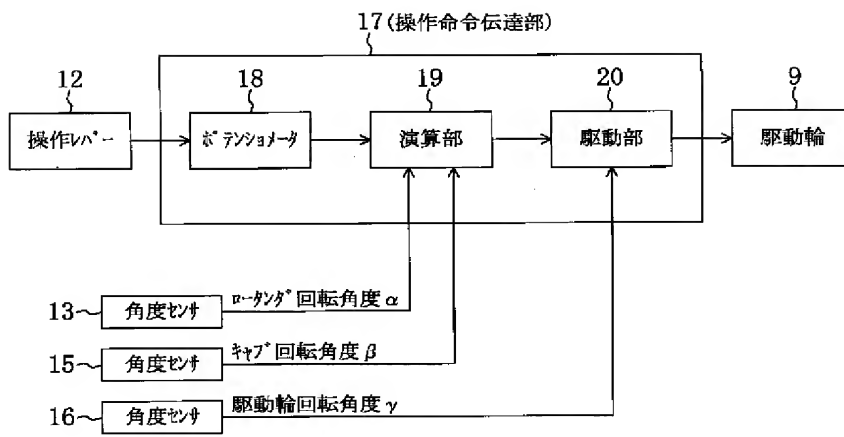 17(操作命令伝達部)
12
18
19
20
9
操作ﾚﾊﾞｰ
ﾎﾟﾃﾝｼｮﾒｰﾀ
演算部
駆動部
駆動輪
13
角度ｾﾝｻ
ﾛｰﾀﾝﾀﾞ回転角度α
15
角度ｾﾝｻ
ｷｬﾌﾞ回転角度β
16
角度ｾﾝｻ
駆動輪回転角度γ